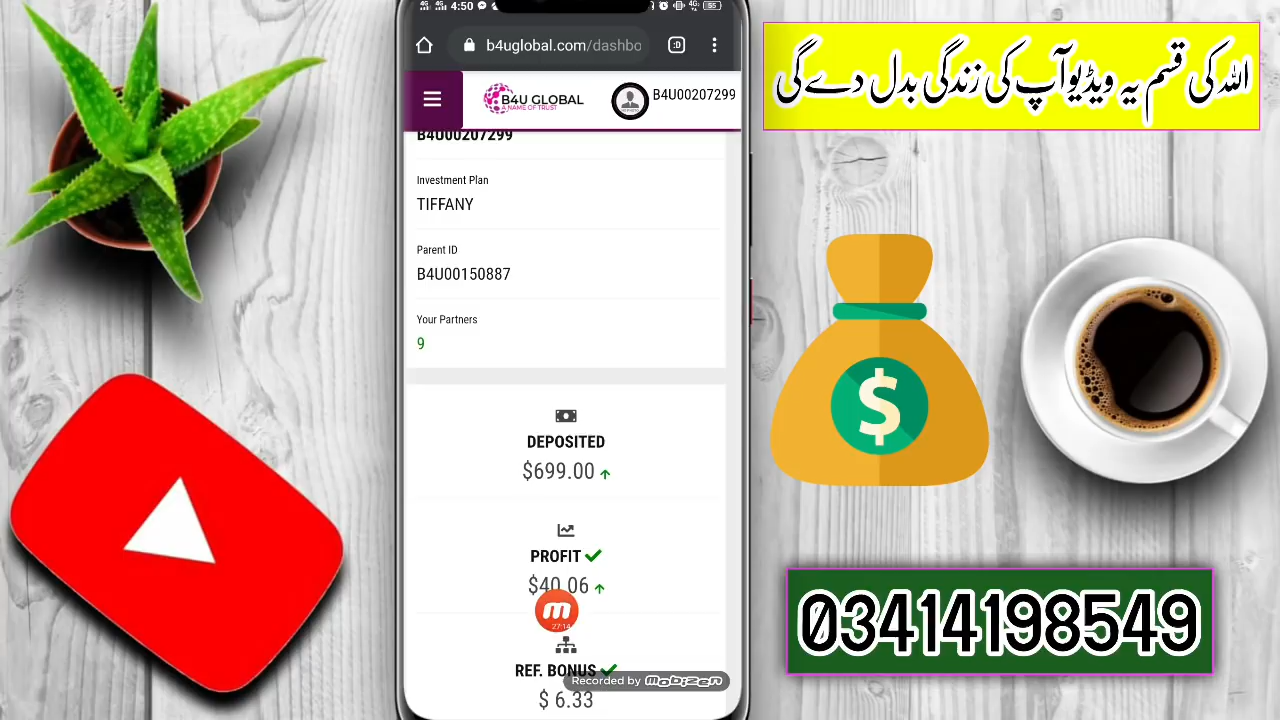 4:50
b4uglobal.com/dashbo
:D
B4U GLOBAL
A NAME OF TRUST
B4U00207299
B4U00207299
Investment Plan
TIFFANY
Parent ID
B4U00150887
Your Partners
9
DEPOSITED
$699.00
PROFIT
$40.06
27:14
REF. BONUS
Recorded by MOBIZEN
$ 6.33
اللہ کی قسم یہ ویڈیو آپ کی زندگی بدل دے گی
$
03414198549